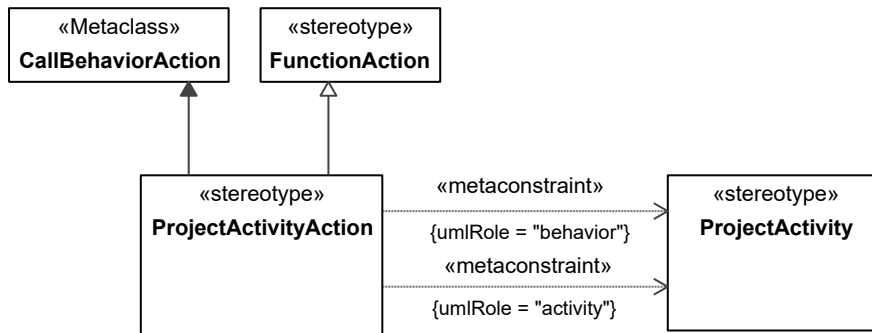 «Metaclass»
CallBehaviorAction
«stereotype»
FunctionAction
«stereotype»
ProjectActivityAction
«metaconstraint»
{umlRole = "behavior"}
«metaconstraint»
{umlRole = "activity"}
«stereotype»
ProjectActivity